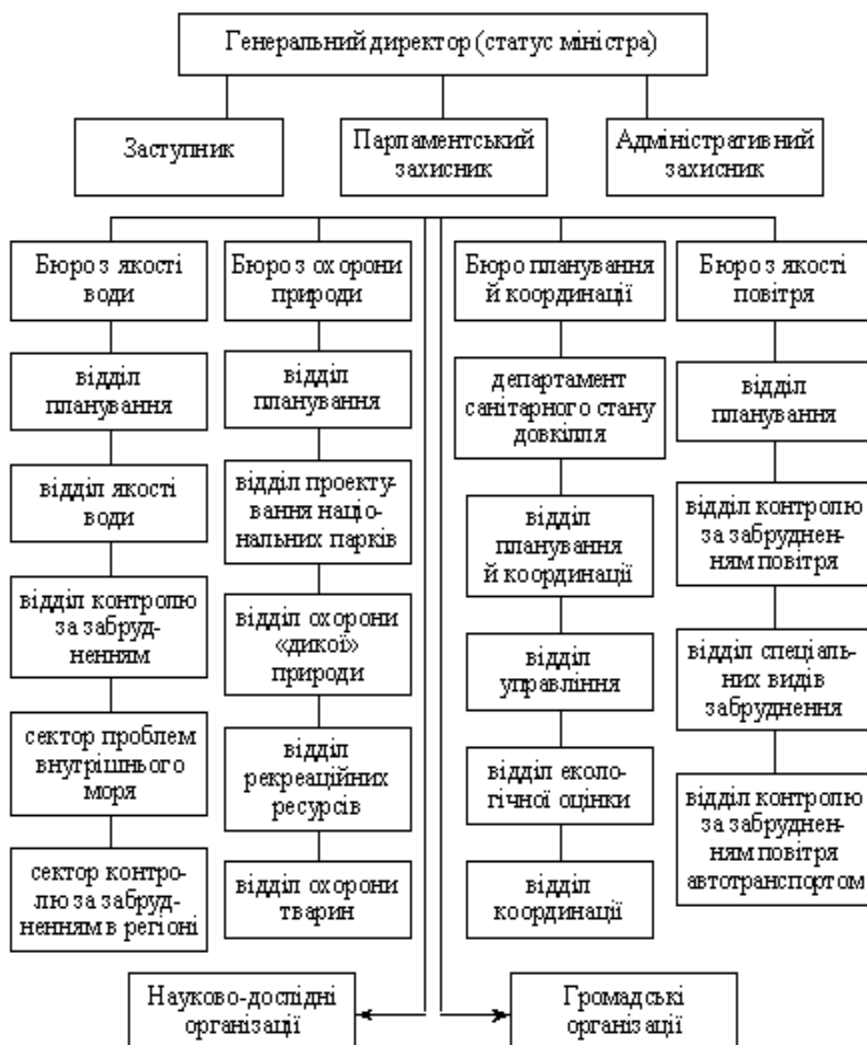 Генеральний директор (статус міністра)
Заступник
Парламентський
захисник
Адміністративний
захисник
Бюро з якості
води
відділ
планування
відділ якості
води
відділ контролю
за забруд-
ненням
сектор проблем
внутрішнього
моря
сектор контро-
лю за забруд-
ненням в регіоні
Бюро з охорони
природи
відділ
планування
відділ проекту-
вання націо-
нальних парків
відділ охорони
«дикої»
природи
відділ
рекреаційних
ресурсів
відділ охорони
тварин
Бюро планування
й координації
департамент
санітарного стану
довкілля
відділ
планування
й координації
відділ
управління
відділ еколо-
гічної оцінки
відділ
координації
Бюро з якості
повітря
відділ
планування
відділ контролю
за забруднен-
ням повітря
відділ спеціаль-
них видів
забруднення
відділ контролю
за забруднен-
ням повітря
автотранспортом
Науково-дослідні
організації
Громадські
організації